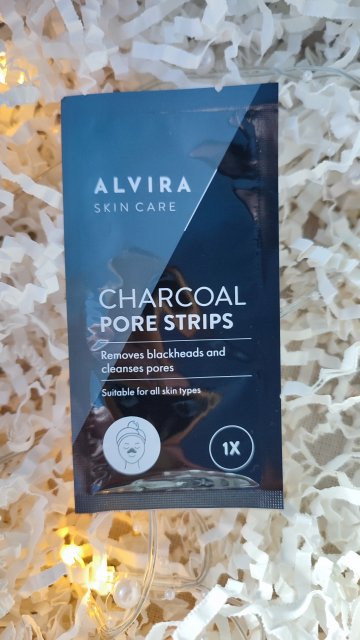 ALVIRA
SKIN CARE
CHARCOAL
PORE STRIPS
Removes blackheads and
cleanses pores
Suitable for all skin types
1X